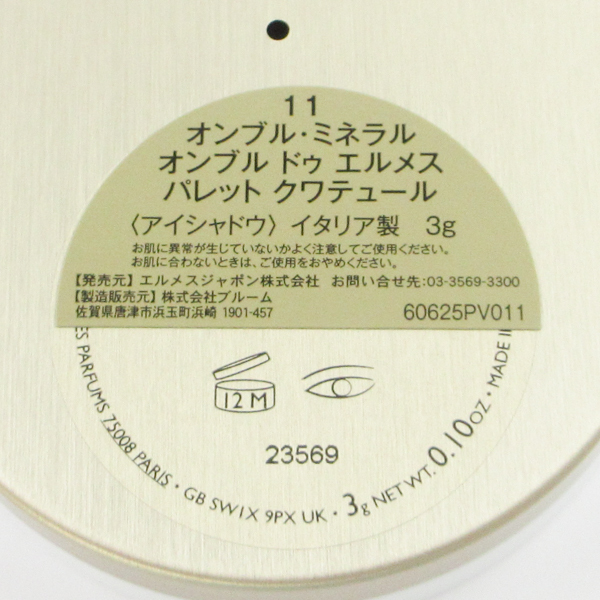 11
オンブル・ミネラル
オンブル ドゥ エルメス
パレット クワテュール
〈アイシャドウ〉 イタリア製 3g
お肌に異常が生じていないかよく注意してご使用ください。
お肌に合わないときは、ご使用をおやめください。
【発売元】エルメスジャポン株式会社 お問い合せ先:03-3569-3300
【製造販売元】株式会社ブルーム
佐賀県唐津市浜玉町浜崎 1901-457
60625PV011
12 M
23569
PARFUMS 75008 PARIS · GB SW1X 9PX UK · 3g NET WT. 0.10OZ · MADE